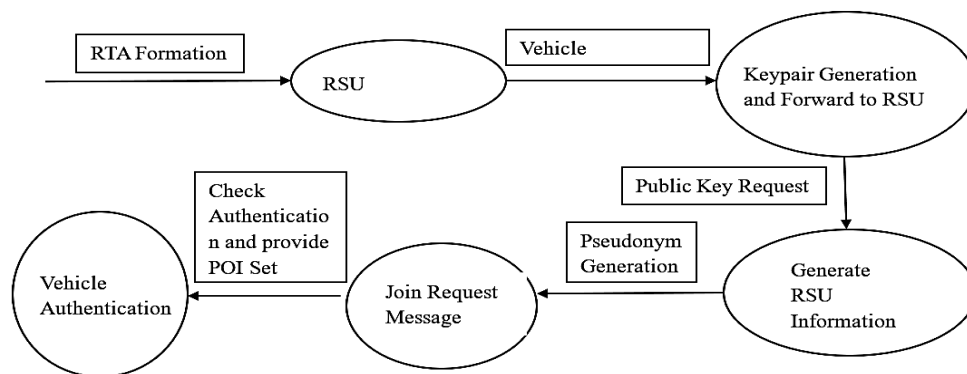 RTA Formation
RSU
Vehicle
Keypair Generation
and Forward to RSU
Public Key Request
Generate
RSU
Information
Pseudonym
Generation
Join Request
Message
Check
Authenticatio
n and provide
POI Set
Vehicle
Authentication